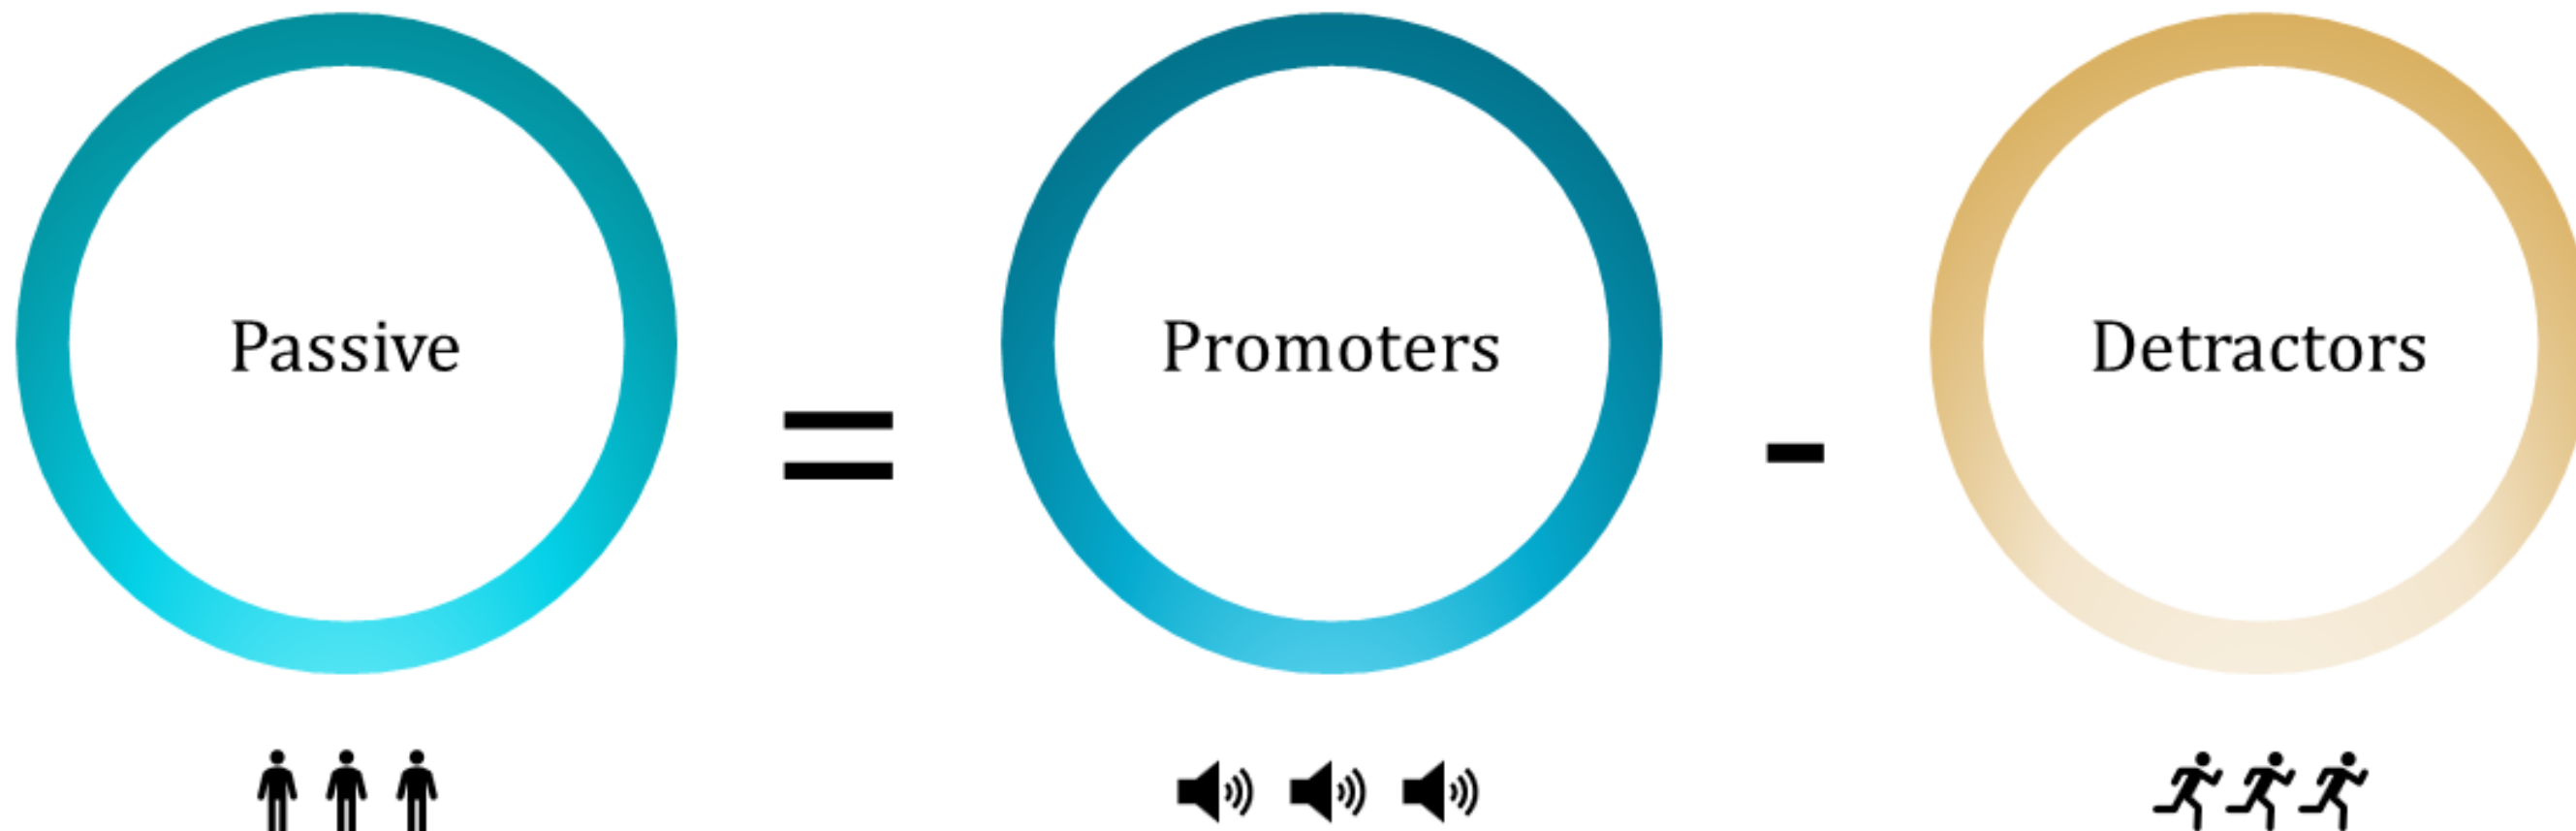 Passive
=
Promoters
-
Detractors